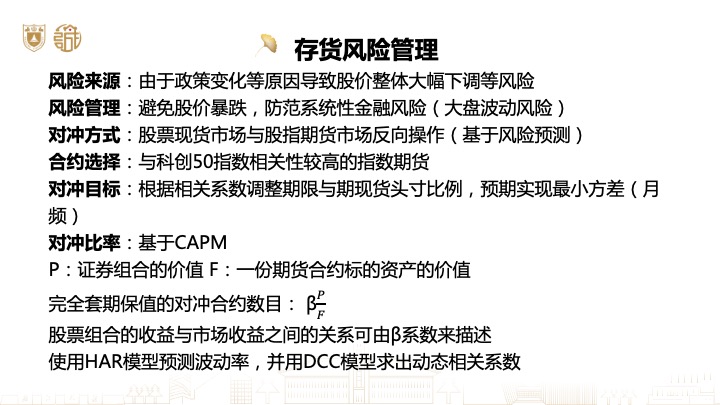 存货风险管理
风险来源：由于政策变化等原因导致股价整体大幅下调等风险
风险管理：避免股价暴跌，防范系统性金融风险（大盘波动风险）
对冲方式：股票现货市场与股指期货市场反向操作（基于风险预测）
合约选择：与科创50指数相关性较高的指数期货
对冲目标：根据相关系数调整期限与期现货头寸比例，预期实现最小方差（月
频）
对冲比率：基于CAPM
P：证券组合的价值 F：一份期货合约标的资产的价值
完全套期保值的对冲合约数目： β P/F
股票组合的收益与市场收益之间的关系可由β系数来描述
使用HAR模型预测波动率，并用DCC模型求出动态相关系数